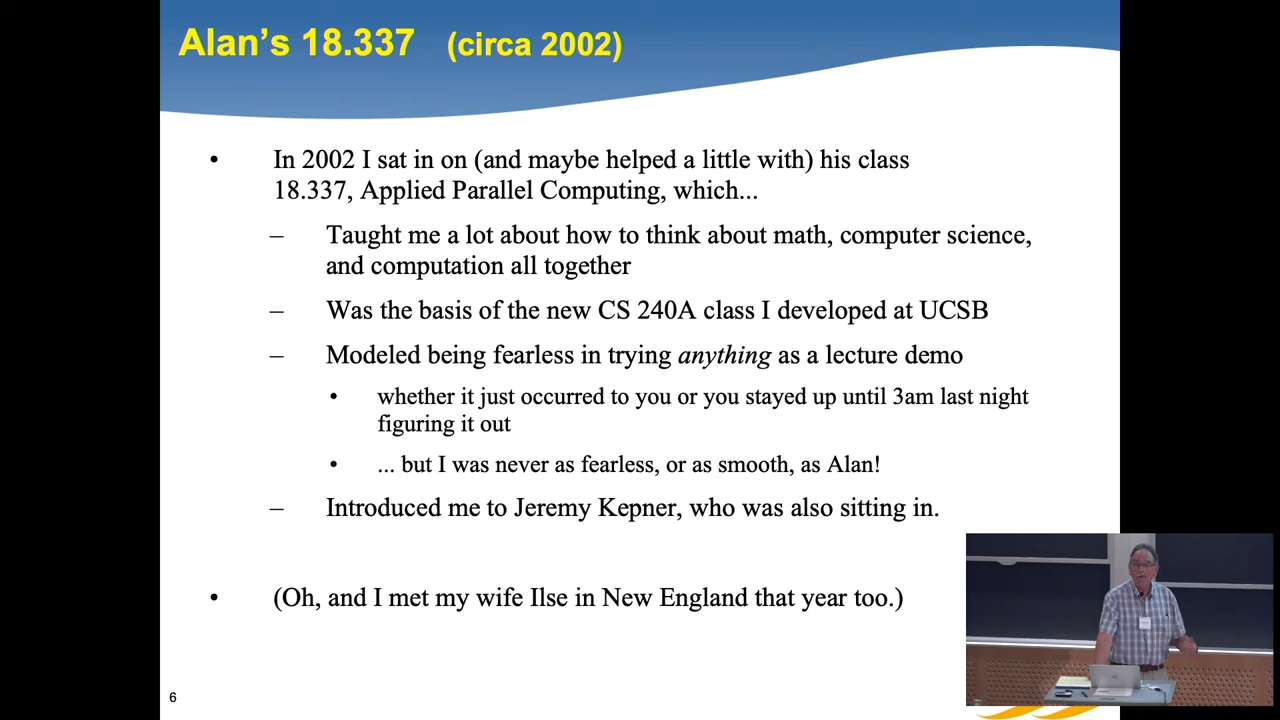 Alan's 18.337 (circa 2002)
• In 2002 I sat in on (and maybe helped a little with) his class
18.337, Applied Parallel Computing, which...
– Taught me a lot about how to think about math, computer science,
and computation all together
– Was the basis of the new CS 240A class I developed at UCSB
– Modeled being fearless in trying anything as a lecture demo
• whether it just occurred to you or you stayed up until 3am last night
figuring it out
• ... but I was never as fearless, or as smooth, as Alan!
– Introduced me to Jeremy Kepner, who was also sitting in.
• (Oh, and I met my wife Ilse in New England that year too.)
6